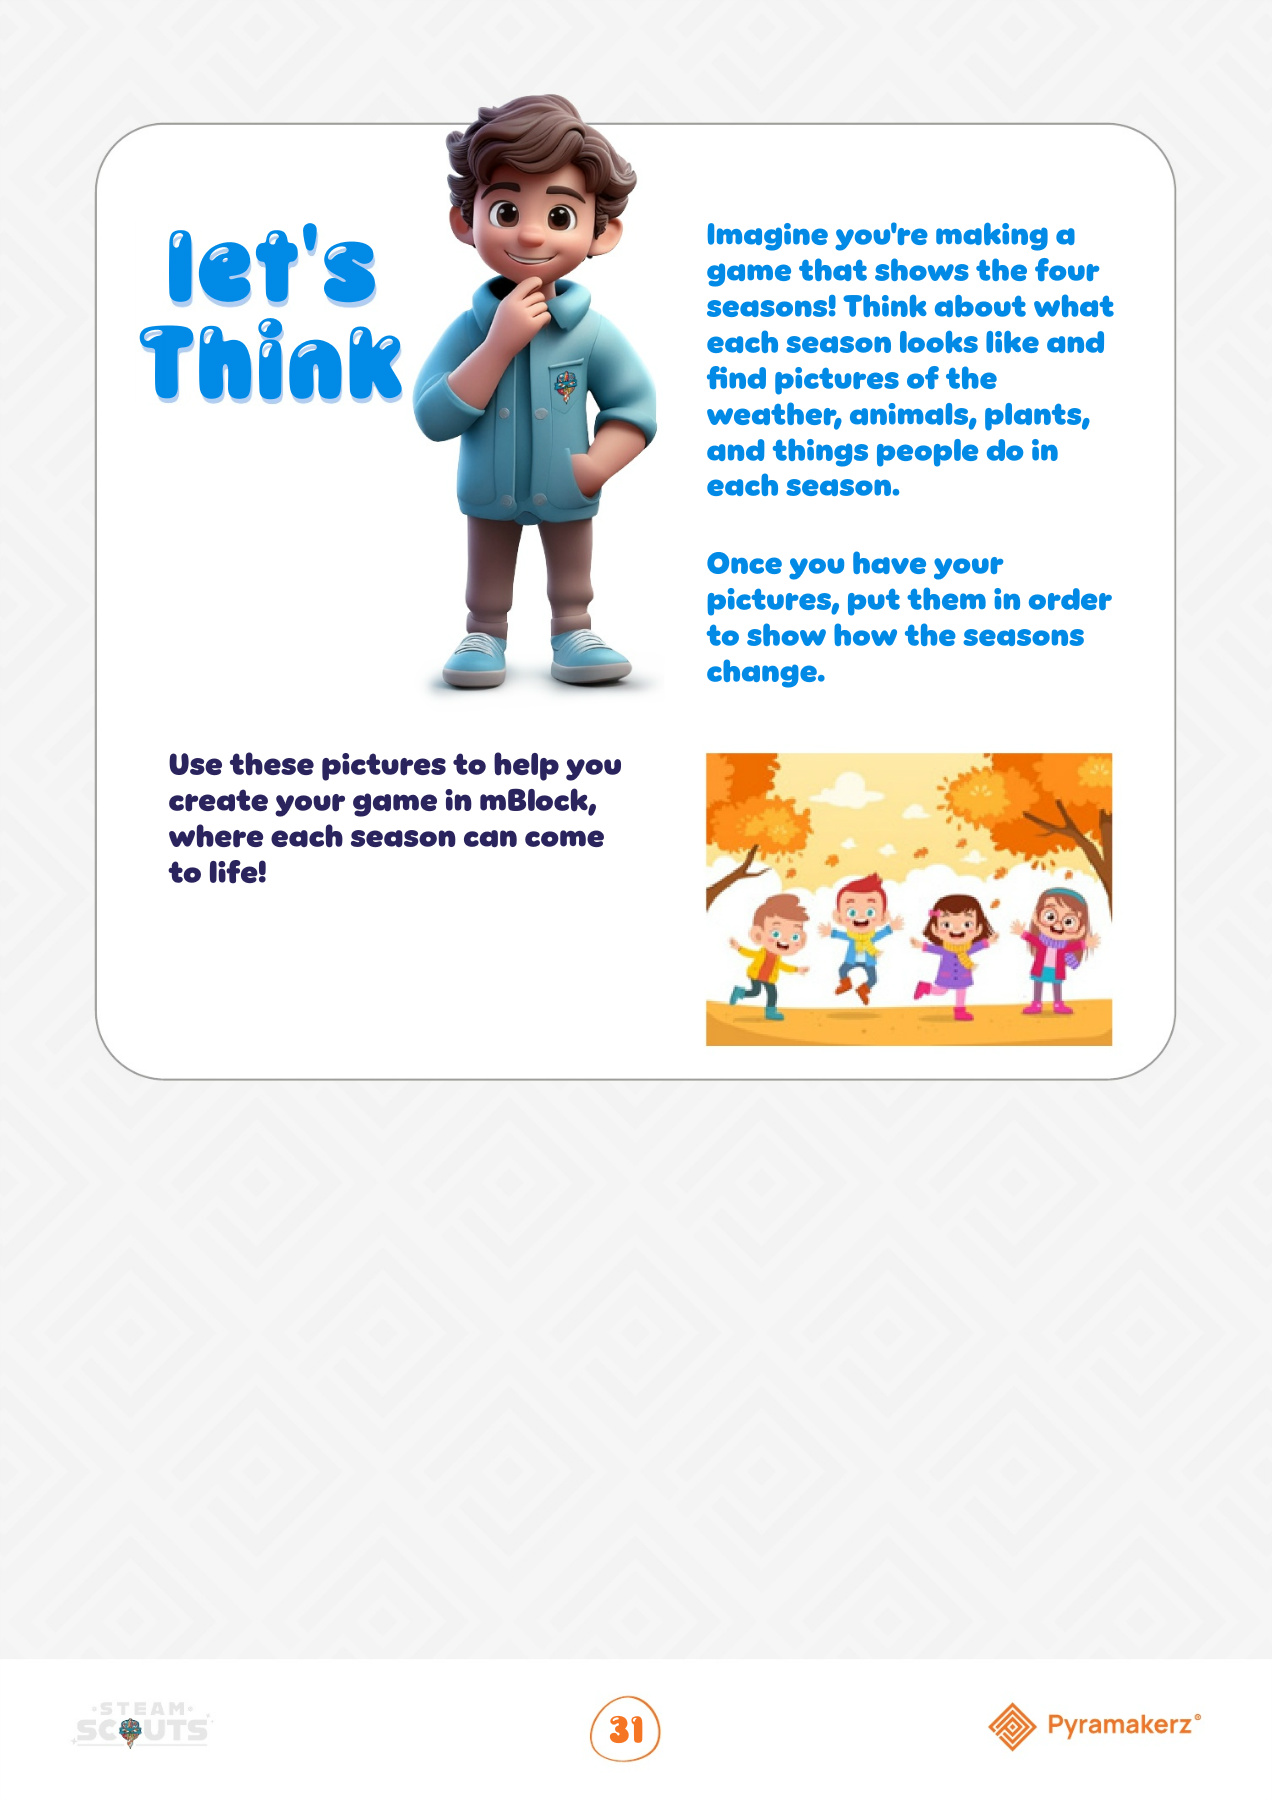 let's
Think
Imagine you're making a
game that shows the four
seasons! Think about what
each season looks like and
find pictures of the
weather, animals, plants,
and things people do in
each season.
Once you have your
pictures, put them in order
to show how the seasons
change.
Use these pictures to help you
create your game in mBlock,
where each season can come
to life!
STEAM
SCOUTS
31
Pyramakerz®